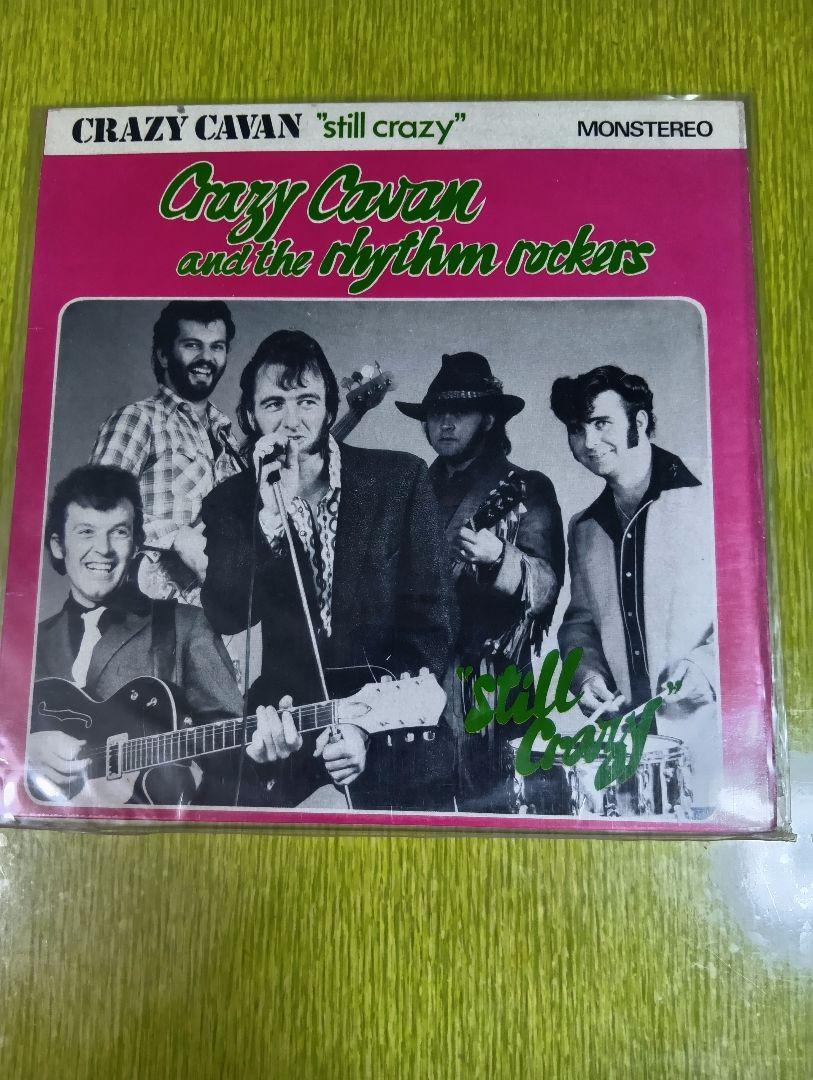 CRAZY CAVAN "still crazy" MONSTEREO
Crazy Cavan
and the rhythm rockers
"still
crazy"